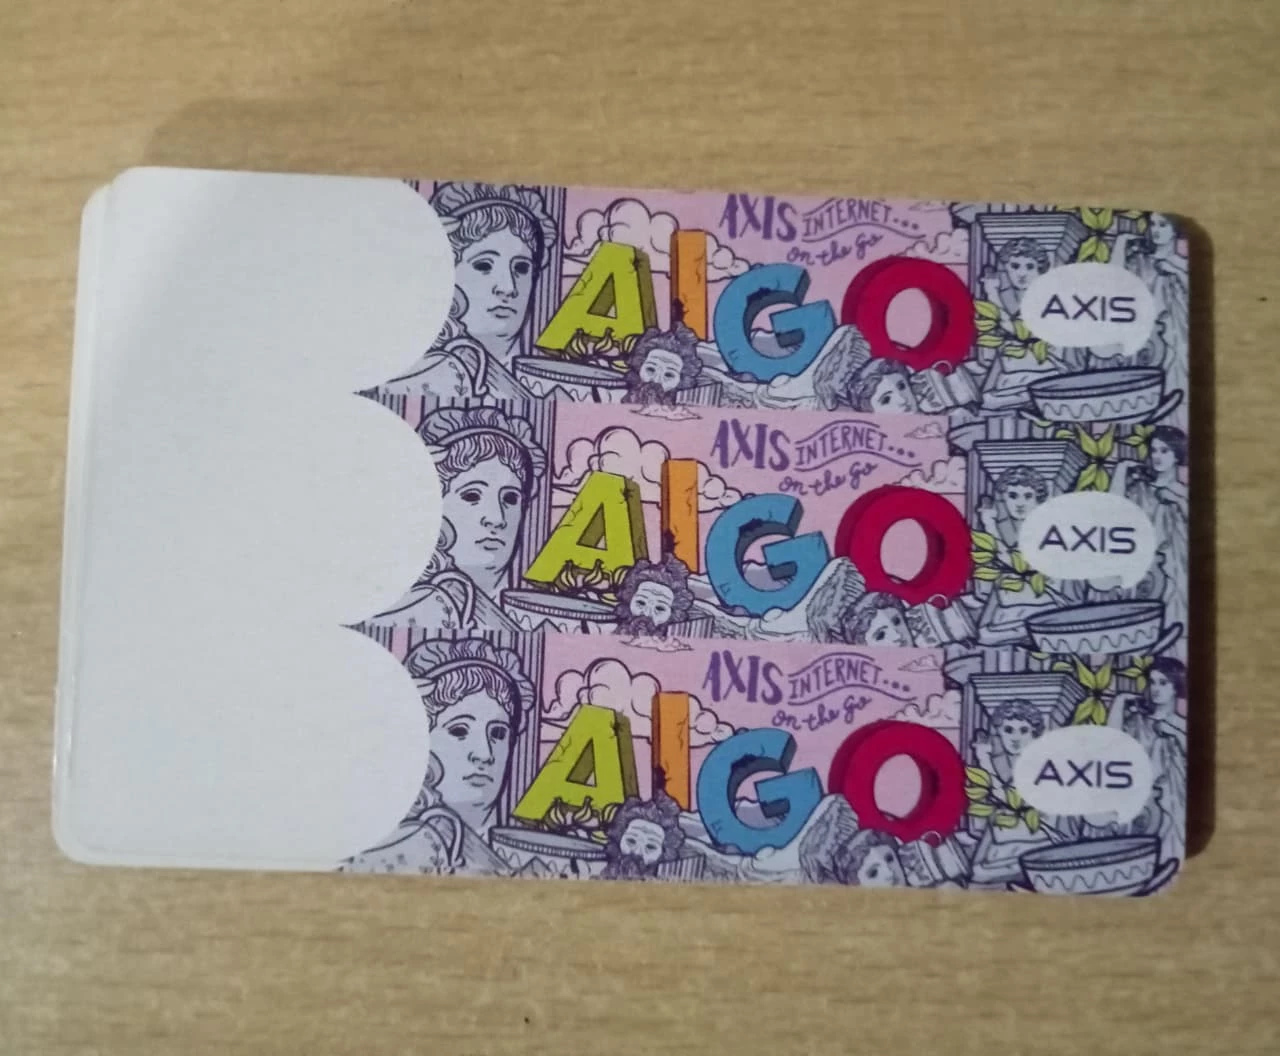 AXIS INTERNET...
on the go
AIGO
AXIS
AXIS INTERNET...
on the go
AIGO
AXIS
AXIS INTERNET...
on the go
AIGO
AXIS